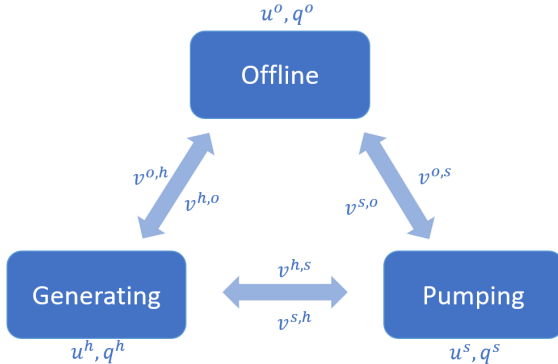 u^o, q^o
Offline
v^{o,h}
v^{h,o}
v^{o,s}
v^{s,o}
v^{h,s}
Generating
Pumping
v^{s,h}
u^h, q^h
u^s, q^s